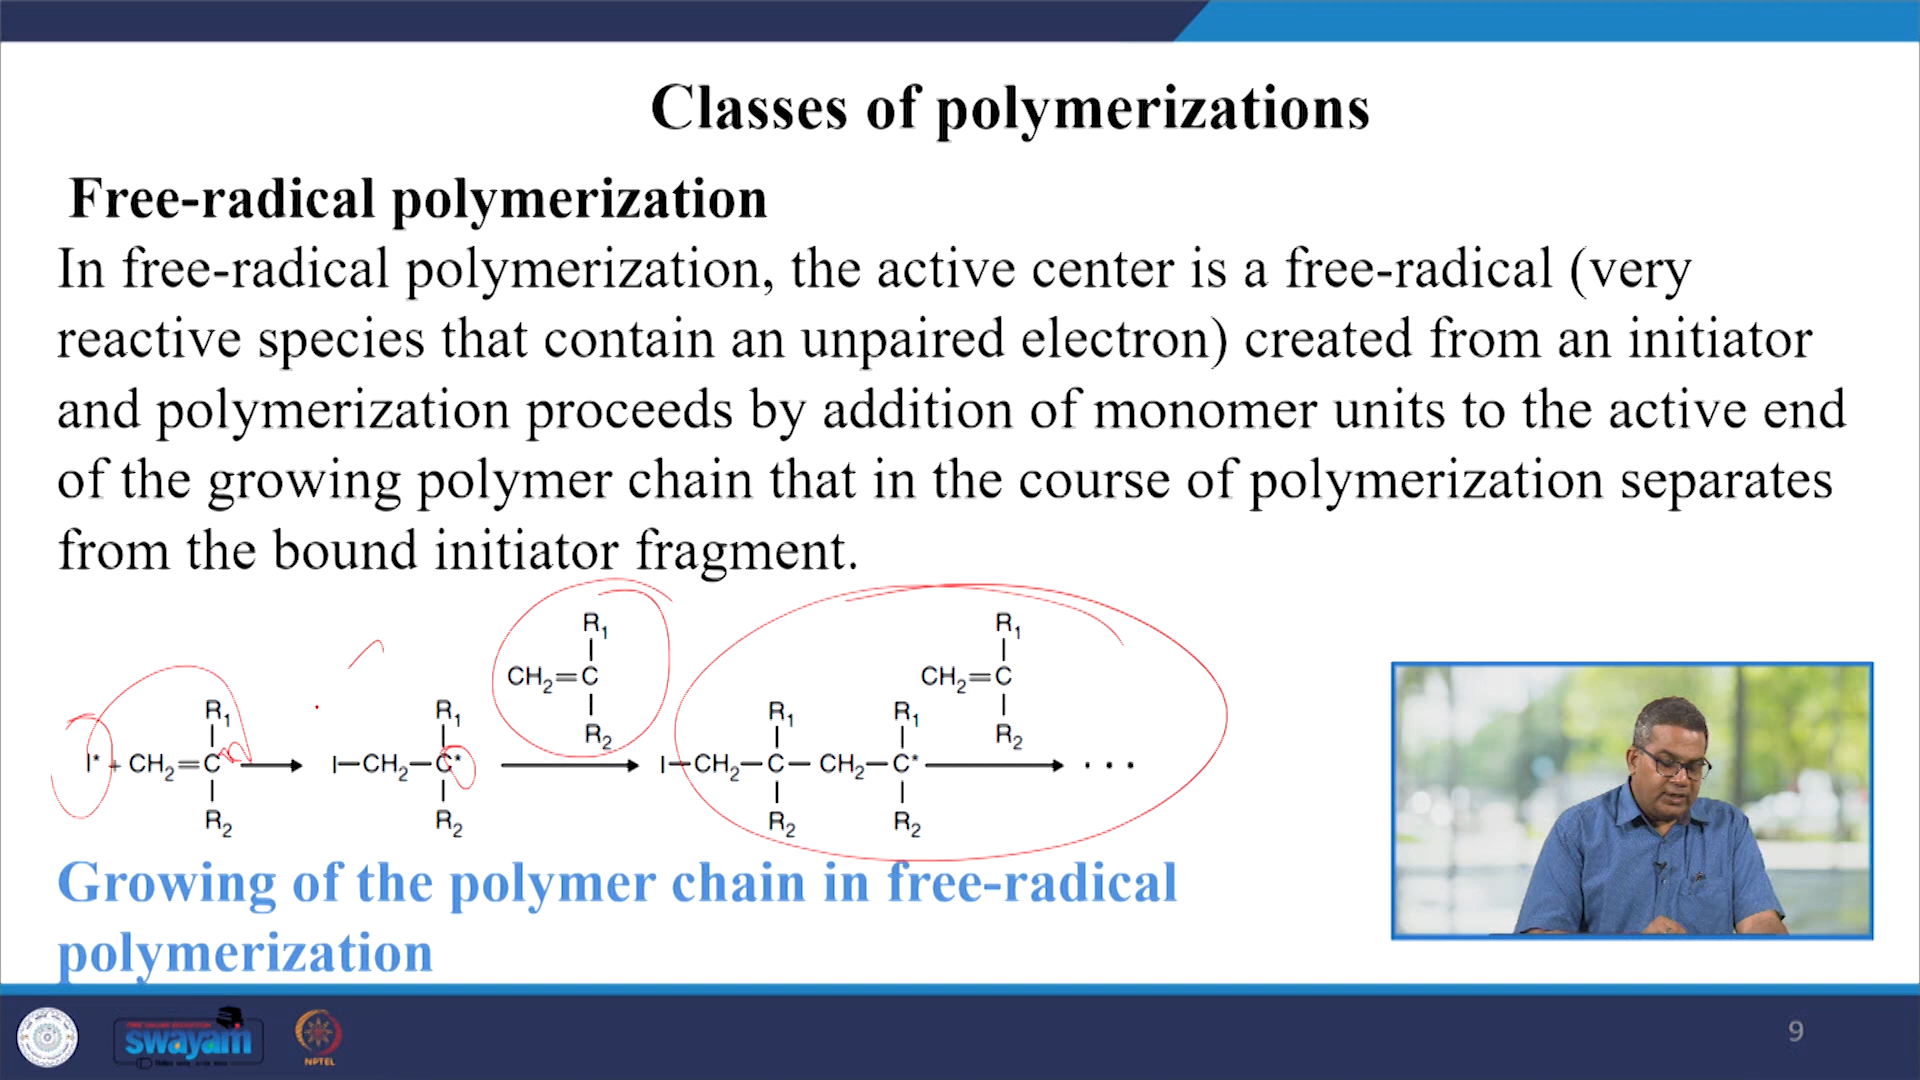 Classes of polymerizations
Free-radical polymerization
In free-radical polymerization, the active center is a free-radical (very
reactive species that contain an unpaired electron) created from an initiator
and polymerization proceeds by addition of monomer units to the active end
of the growing polymer chain that in the course of polymerization separates
from the bound initiator fragment.
R₁ R₁
CH₂=C CH₂=C
R₂ R₂
R₁ R₁ R₁ R₁
I* + CH₂=C → I—CH₂—C* → I—CH₂—C—CH₂—C* → · · ·
R₂ R₂ R₂ R₂
Growing of the polymer chain in free-radical
polymerization
swayam
NPTEL
9